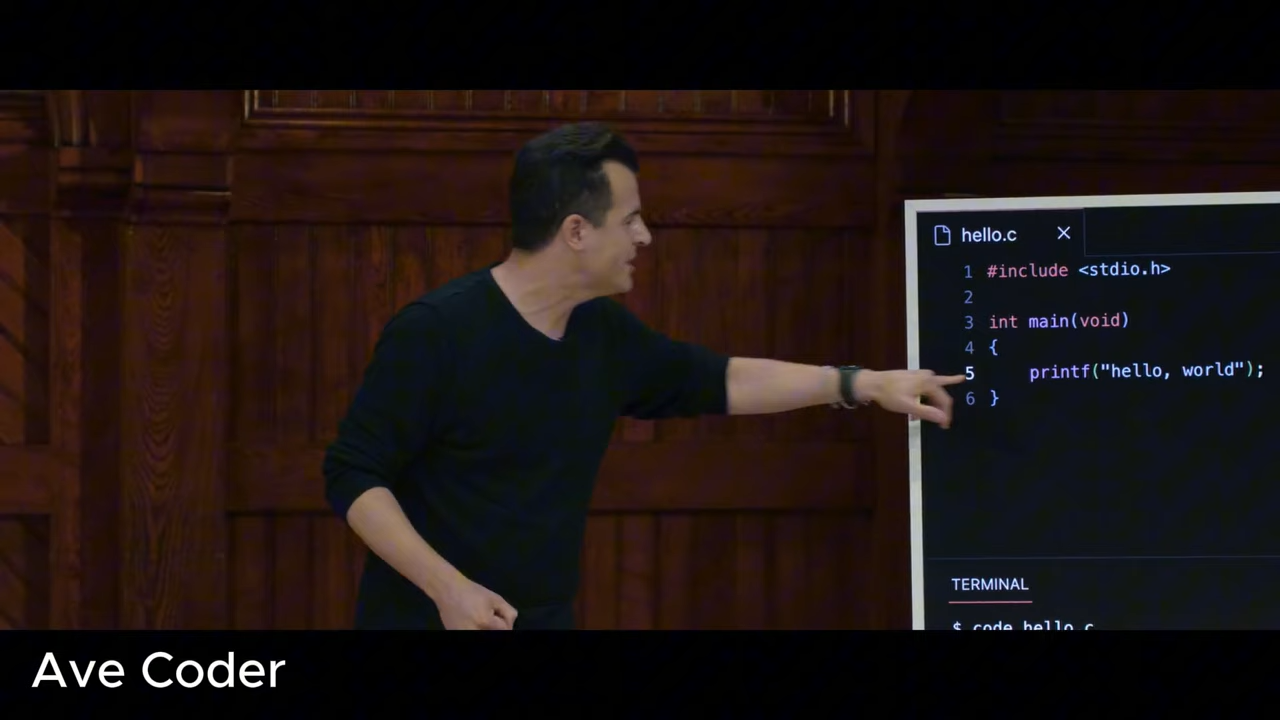 hello.c
1 #include <stdio.h>
2
3 int main(void)
4 {
5     printf("hello, world");
6 }
TERMINAL
$ code hello.c
Ave Coder